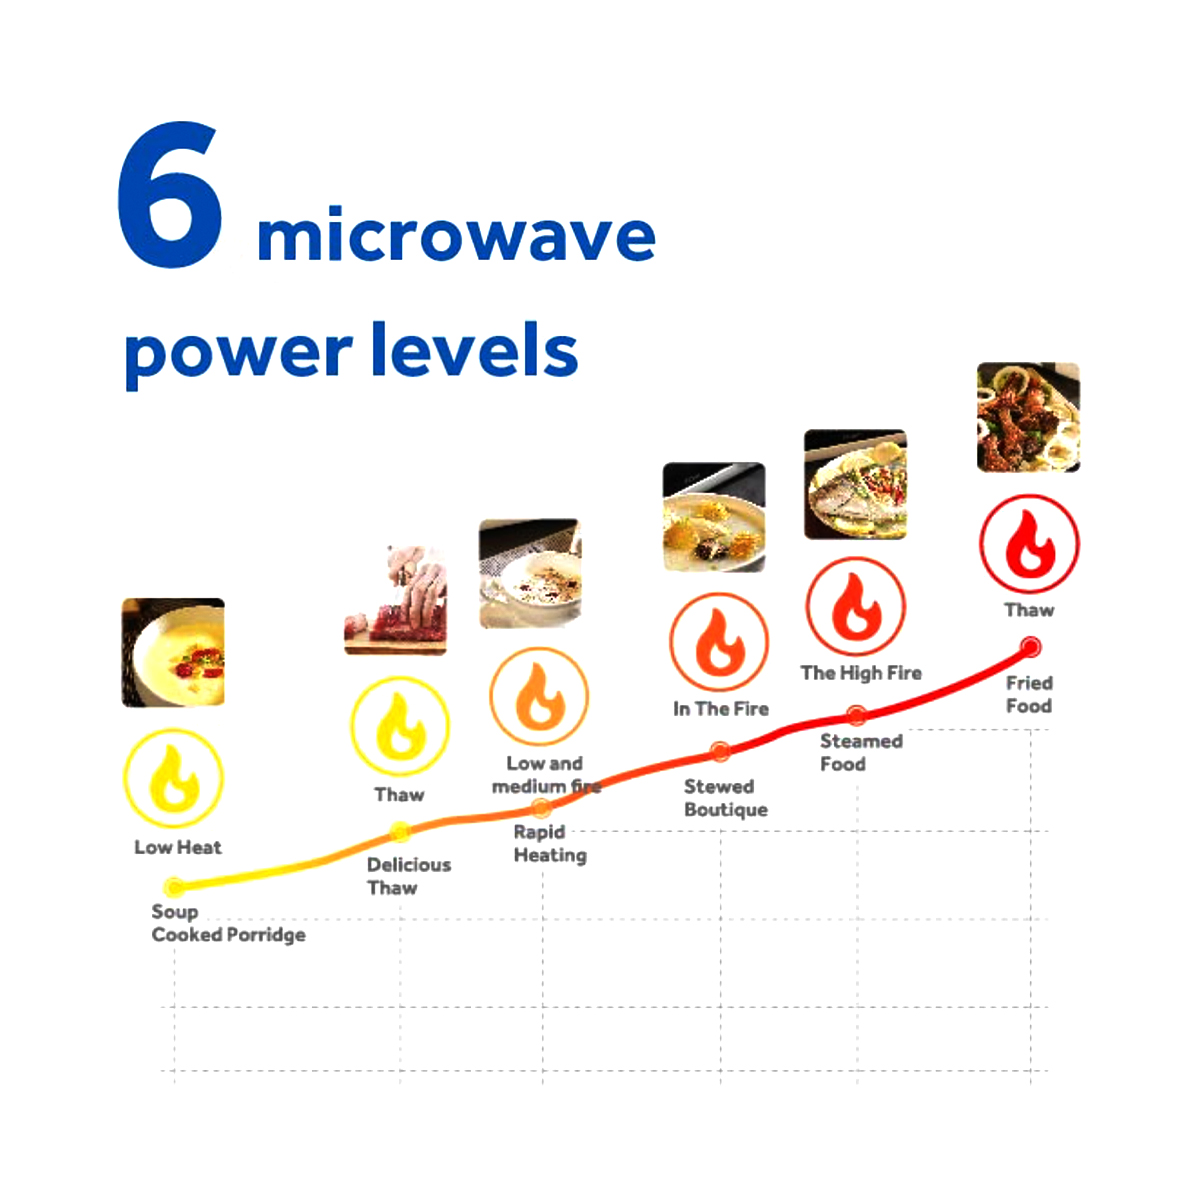 6 microwave
power levels
Low Heat
Soup
Cooked Porridge
Thaw
Delicious
Thaw
Low and
medium fire
Rapid
Heating
In The Fire
Stewed
Boutique
The High Fire
Steamed
Food
Thaw
Fried
Food